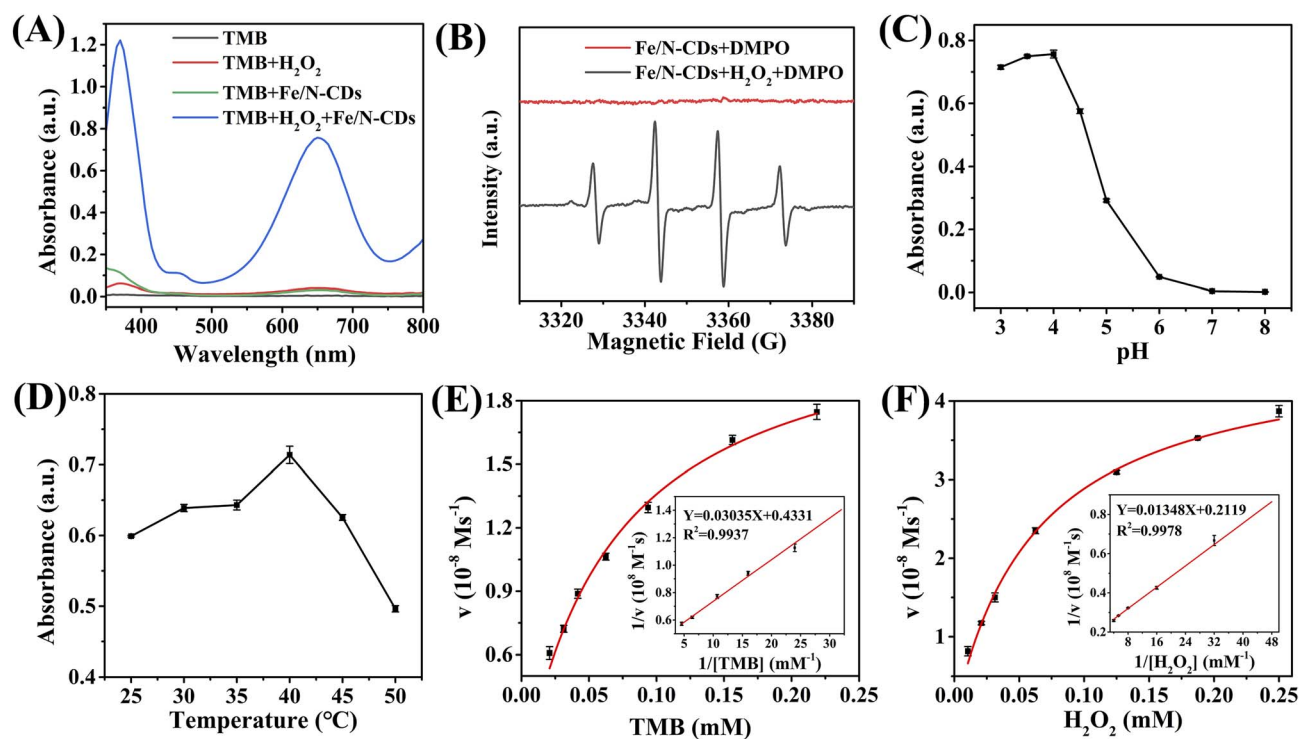 (A)
TMB
TMB+H₂O₂
TMB+Fe/N-CDs
TMB+H₂O₂+Fe/N-CDs
Absorbance (a.u.)
1.2
1.0
0.8
0.6
0.4
0.2
0.0
400 500 600 700 800
Wavelength (nm)
(B)
Fe/N-CDs+DMPO
Fe/N-CDs+H₂O₂+DMPO
Intensity (a.u.)
3320 3340 3360 3380
Magnetic Field (G)
(C)
Absorbance (a.u.)
0.8
0.6
0.4
0.2
0.0
3 4 5 6 7 8
pH
(D)
Absorbance (a.u.)
0.8
0.7
0.6
0.5
0.4
25 30 35 40 45 50
Temperature (℃)
(E)
v (10⁻⁸ Ms⁻¹)
1.8
1.5
1.2
0.9
0.6
0.00 0.05 0.10 0.15 0.20 0.25
TMB (mM)
Y=0.03035X+0.4331
R²=0.9937
1/v (10⁸ M⁻¹s)
1.4
1.2
1.0
0.8
0.6
5 10 15 20 25 30
1/[TMB] (mM⁻¹)
(F)
v (10⁻⁸ Ms⁻¹)
4
3
2
1
0.00 0.05 0.10 0.15 0.20 0.25
H₂O₂ (mM)
Y=0.01348X+0.2119
R²=0.9978
1/v (10⁸ M⁻¹s)
0.8
0.6
0.4
0.2
8 16 24 32 40 48
1/[H₂O₂] (mM⁻¹)